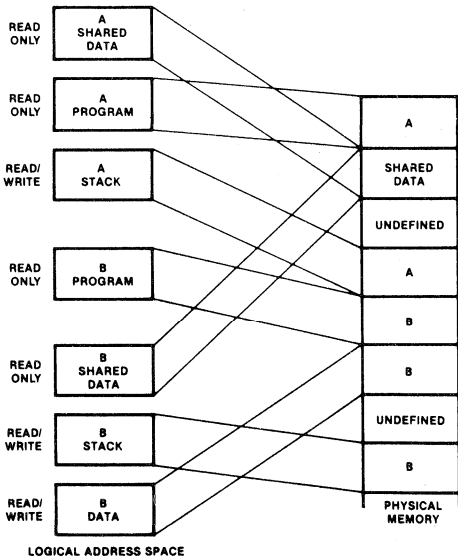 READ
ONLY
A
SHARED
DATA
READ
ONLY
A
PROGRAM
READ/
WRITE
A
STACK
READ
ONLY
B
PROGRAM
READ
ONLY
B
SHARED
DATA
READ/
WRITE
B
STACK
READ/
WRITE
B
DATA
LOGICAL ADDRESS SPACE
A
SHARED
DATA
UNDEFINED
A
B
B
UNDEFINED
B
PHYSICAL
MEMORY